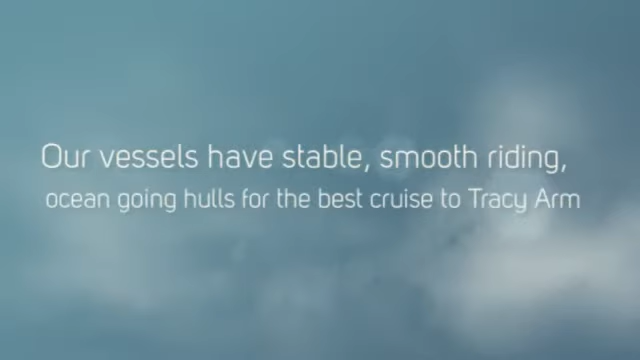 Our vessels have stable, smooth riding,
ocean going hulls for the best cruise to Tracy Arm